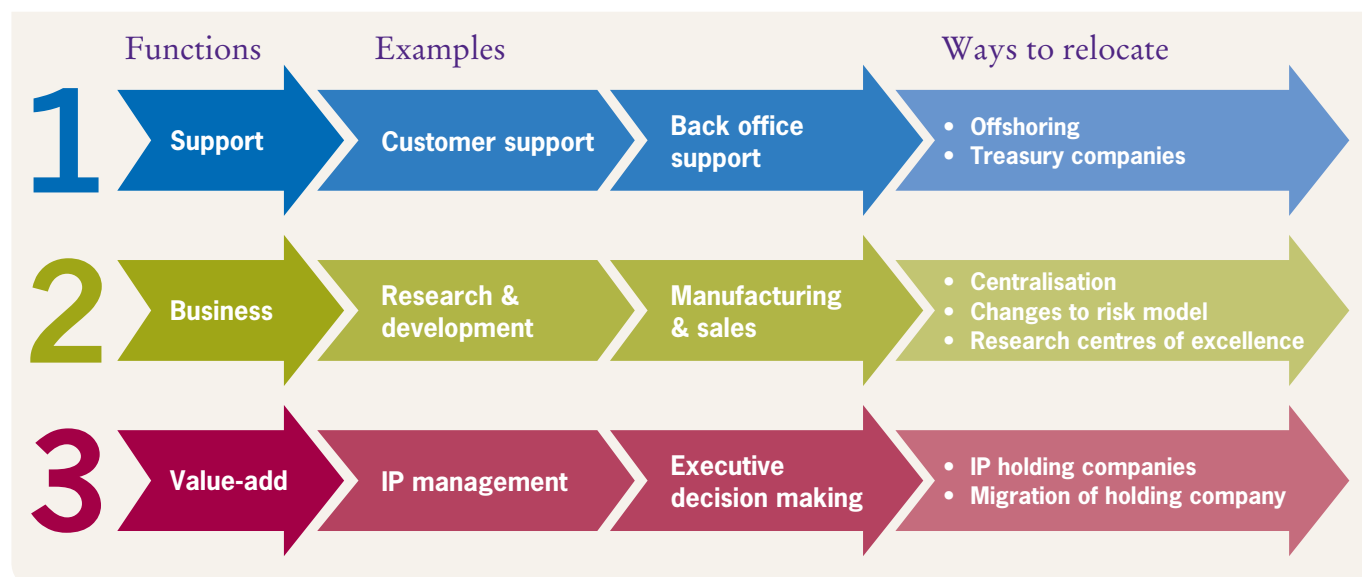 Functions
Examples
Ways to relocate
1
Support
Customer support
Back office
support
• Offshoring
• Treasury companies
2
Business
Research &
development
Manufacturing
& sales
• Centralisation
• Changes to risk model
• Research centres of excellence
3
Value-add
IP management
Executive
decision making
• IP holding companies
• Migration of holding company